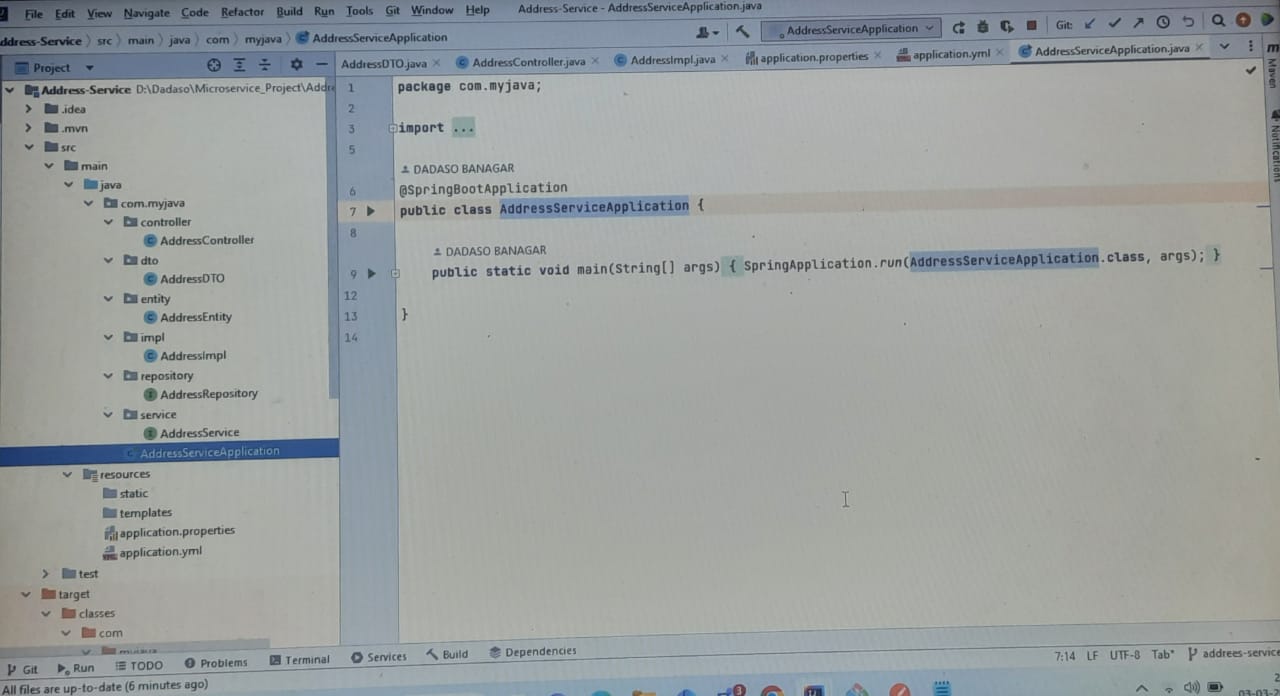 File Edit View Navigate Code Refactor Build Run Tools Git Window Help Address-Service - AddressServiceApplication.java
ddress-Service src main java com myjava AddressServiceApplication
AddressServiceApplication Git:
Project
AddressDTO.java AddressController.java AddressImpl.java application.properties application.yml AddressServiceApplication.java
Address-Service D:\Dadaso\Microservice_Project\Addre
.idea
.mvn
src
main
java
com.myjava
controller
AddressController
dto
AddressDTO
entity
AddressEntity
impl
AddressImpl
repository
AddressRepository
service
AddressService
AddressServiceApplication
resources
static
templates
application.properties
application.yml
test
target
classes
com
1 package com.myjava;
2
3 import ...
5
DADASO BANAGAR
6 @SpringBootApplication
7 public class AddressServiceApplication {
8
DADASO BANAGAR
9 public static void main(String[] args) { SpringApplication.run(AddressServiceApplication.class, args); }
12
13 }
14
Maven
Notifications
Git Run TODO Problems Terminal Services Build Dependencies
7:14 LF UTF-8 Tab* addrees-service
All files are up-to-date (6 minutes ago)
3